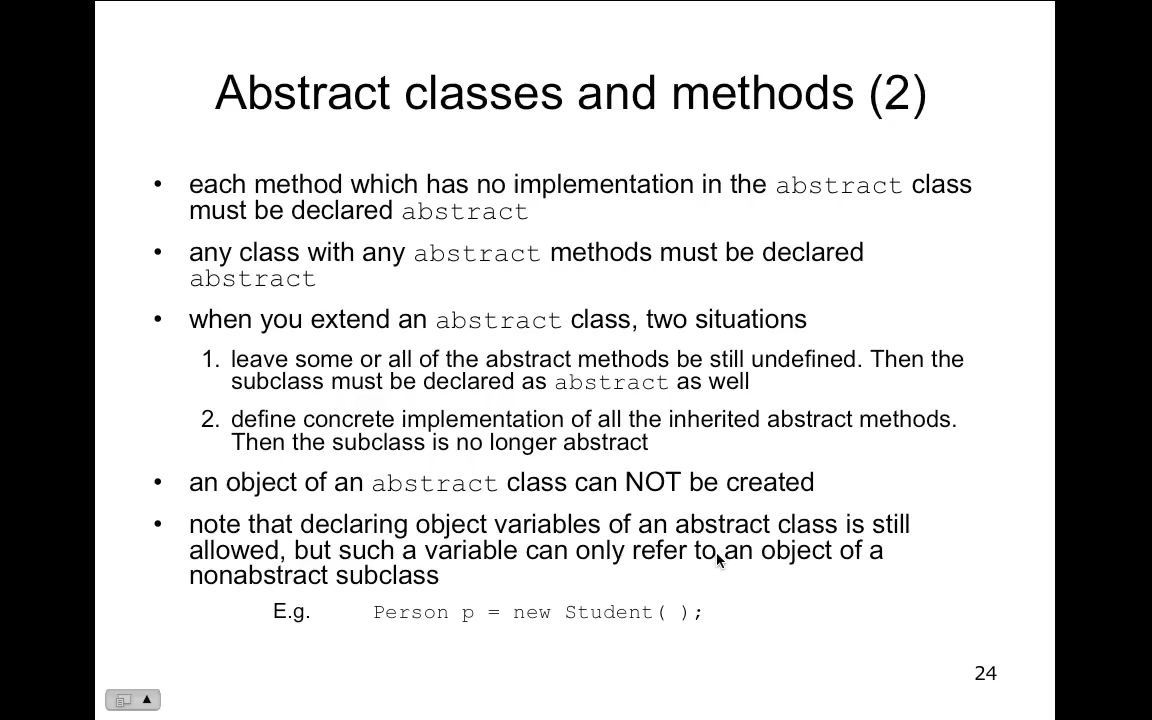 Abstract classes and methods (2)
• each method which has no implementation in the abstract class
must be declared abstract
• any class with any abstract methods must be declared
abstract
• when you extend an abstract class, two situations
1. leave some or all of the abstract methods be still undefined. Then the
subclass must be declared as abstract as well
2. define concrete implementation of all the inherited abstract methods.
Then the subclass is no longer abstract
• an object of an abstract class can NOT be created
• note that declaring object variables of an abstract class is still
allowed, but such a variable can only refer to an object of a
nonabstract subclass
E.g. Person p = new Student( );
24